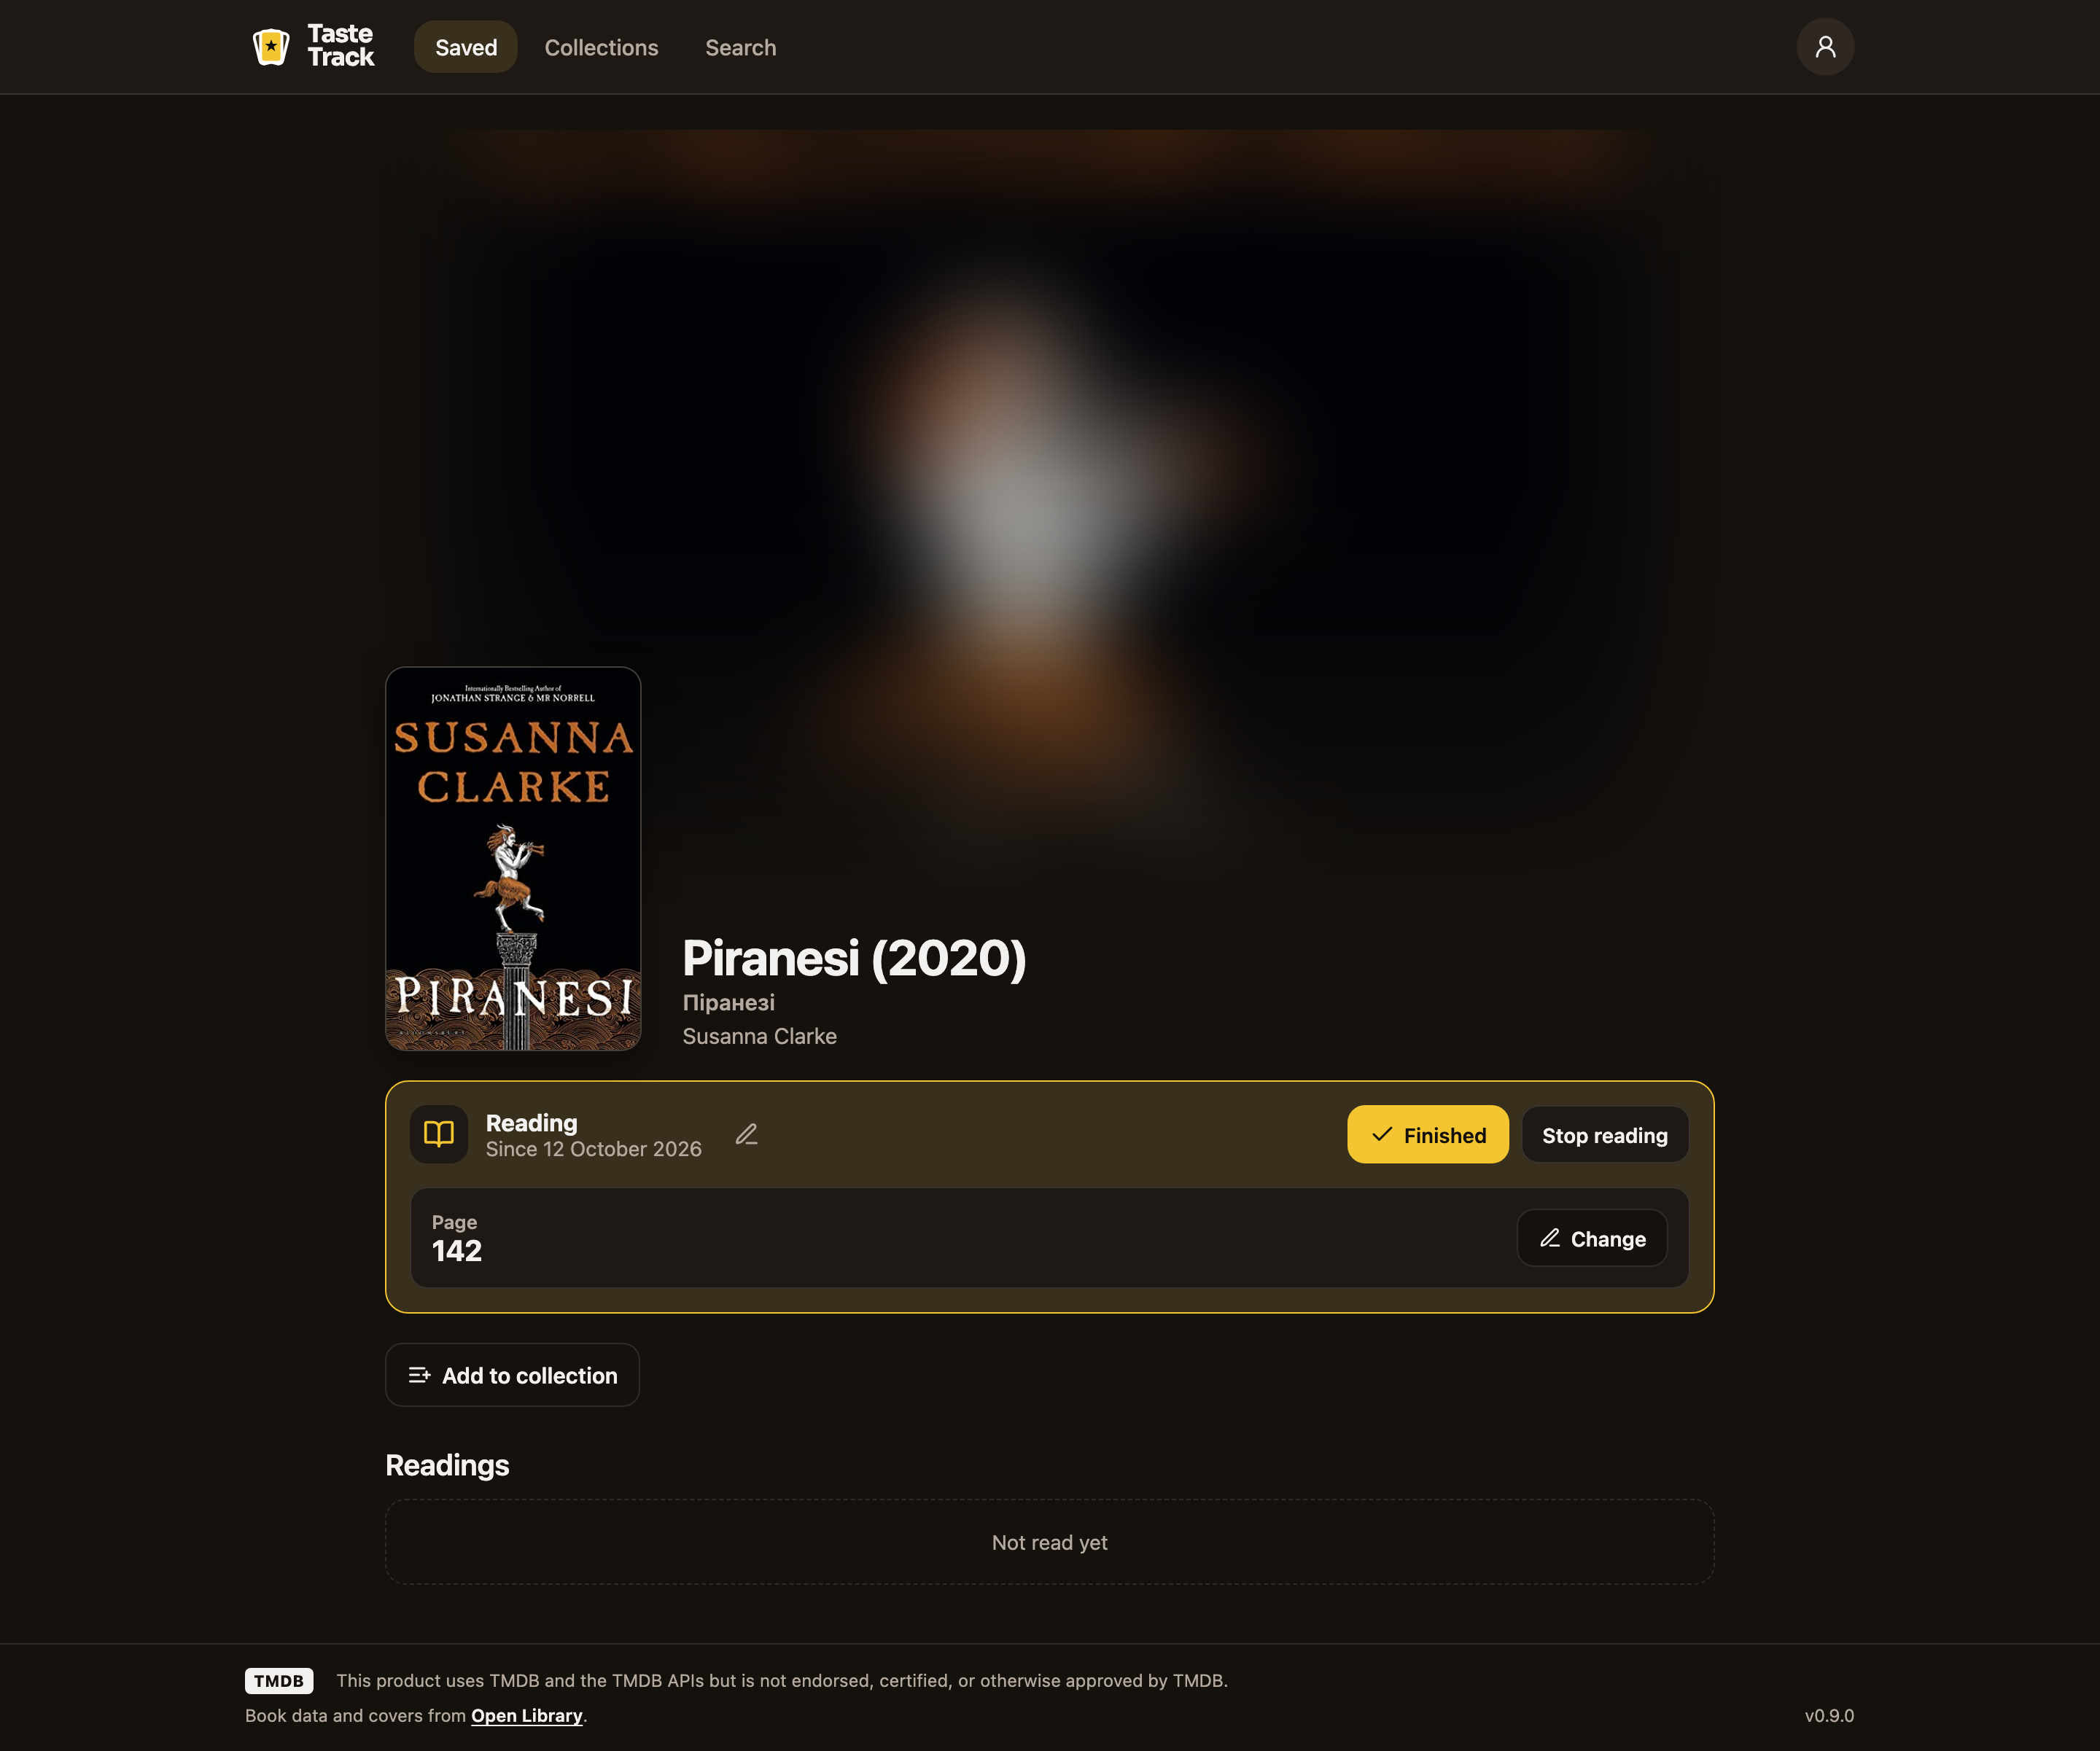 Taste
Track
Saved
Collections
Search
Internationally Bestselling Author of
JONATHAN STRANGE & MR NORRELL
SUSANNA
CLARKE
PIRANESI
Piranesi (2020)
Піранезі
Susanna Clarke
Reading
Since 12 October 2026
Finished
Stop reading
Page
142
Change
Add to collection
Readings
Not read yet
TMDB
This product uses TMDB and the TMDB APIs but is not endorsed, certified, or otherwise approved by TMDB.
Book data and covers from Open Library.
v0.9.0